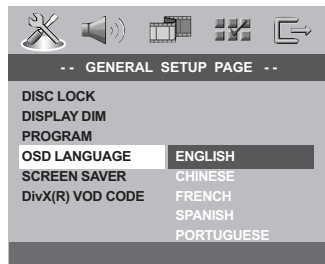 -- GENERAL SETUP PAGE --
DISC LOCK
DISPLAY DIM
PROGRAM
OSD LANGUAGE ENGLISH
SCREEN SAVER CHINESE
DivX(R) VOD CODE FRENCH
SPANISH
PORTUGUESE